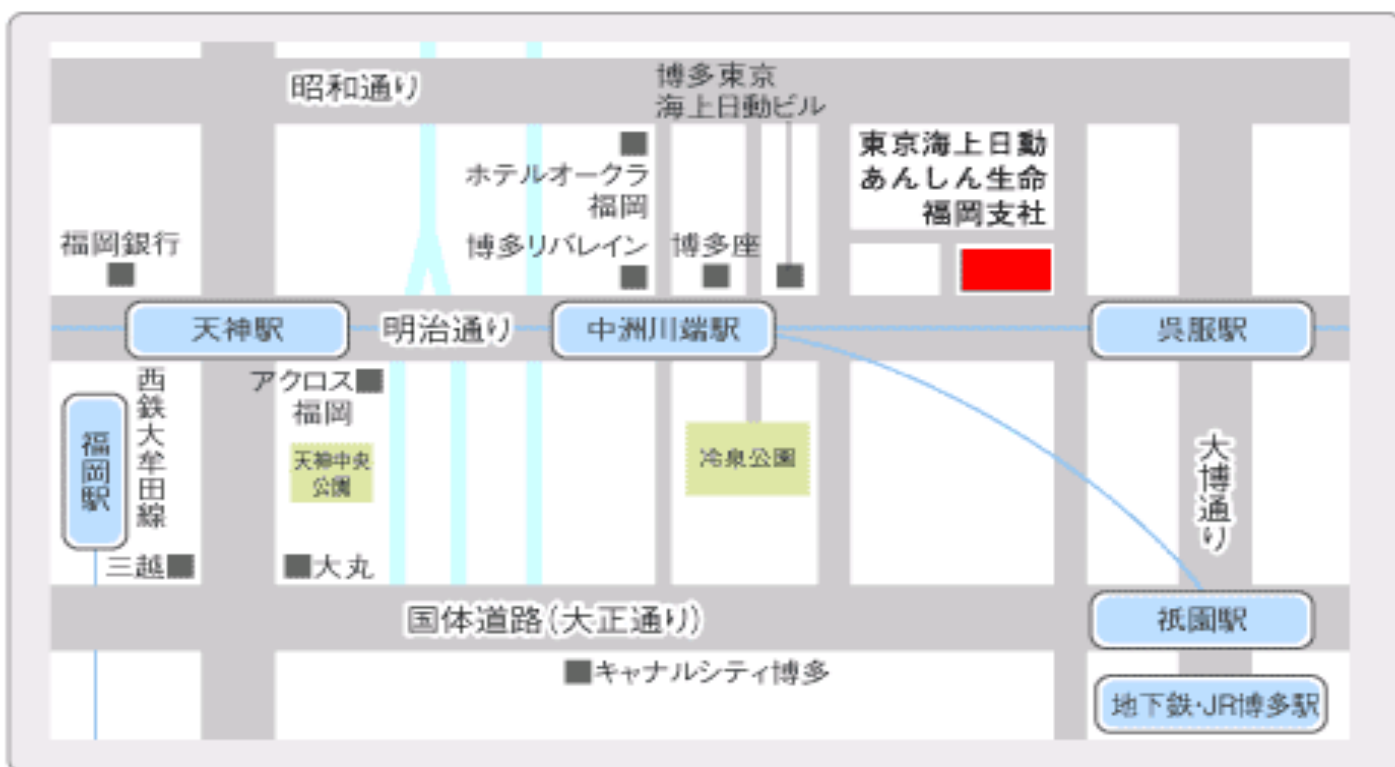 昭和通り
博多東京
海上日動ビル
東京海上日動
あんしん生命
福岡支社
ホテルオークラ
福岡
福岡銀行
博多リバレイン
博多座
天神駅
明治通り
中洲川端駅
呉服駅
西鉄大牟田線
福岡駅
アクロス
福岡
天神中央
公園
冷泉公園
大博通り
三越
大丸
国体道路(大正通り)
祇園駅
キャナルシティ博多
地下鉄・JR博多駅